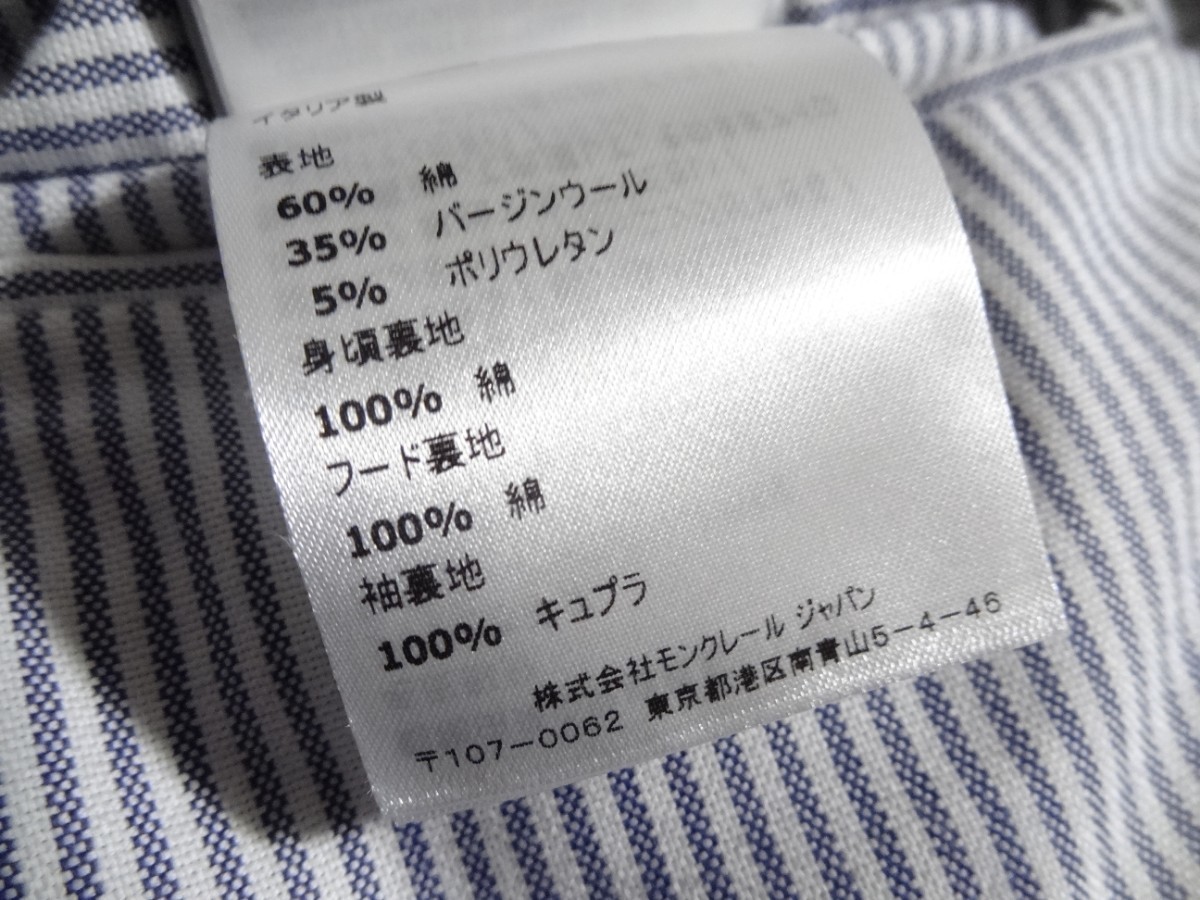 イタリア製
表地
60% 綿
35% バージンウール
5% ポリウレタン
身頃裏地
100% 綿
フード裏地
100% 綿
袖裏地
100% キュプラ
株式会社モンクレール ジャパン
〒107-0062 東京都港区南青山5-4-46